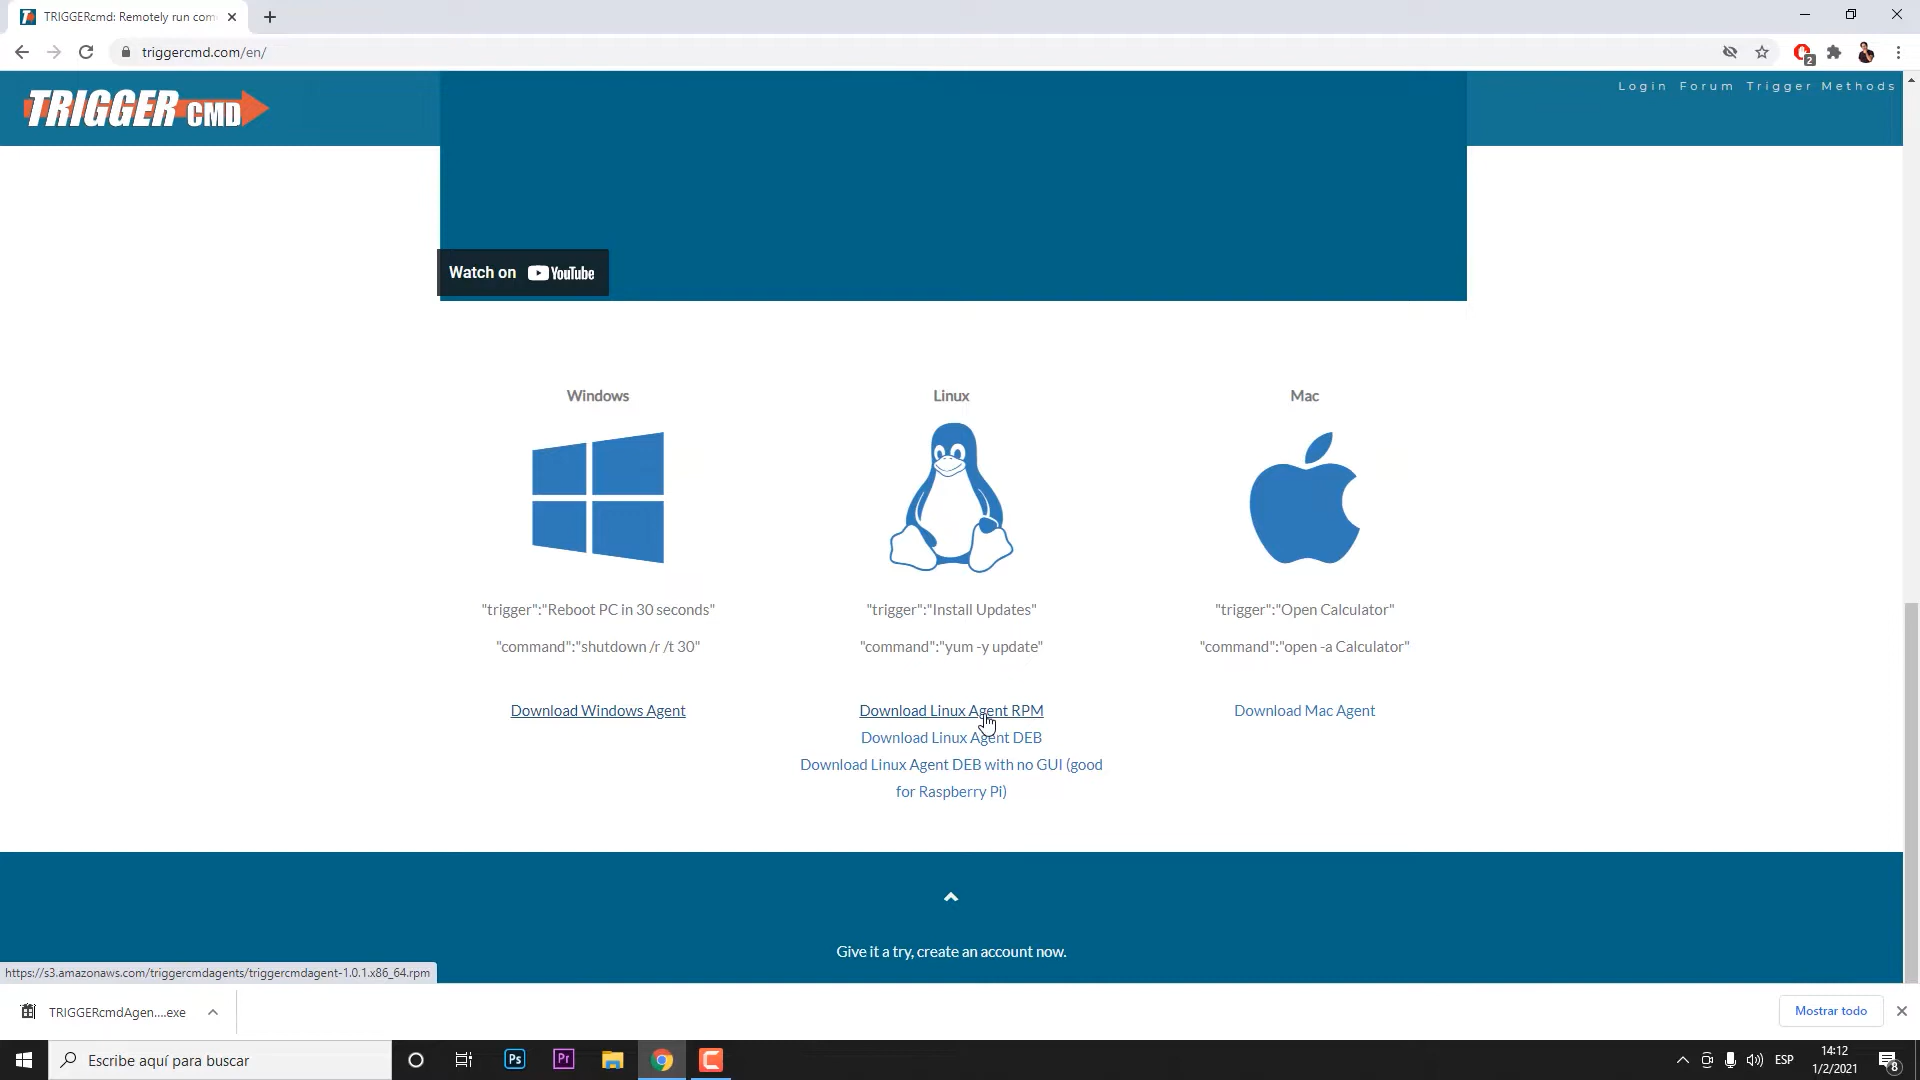 TRIGGERcmd: Remotely run com
triggercmd.com/en/
2
TRIGGER CMD
Login Forum Trigger Methods
Watch on YouTube
Windows Linux Mac
"trigger":"Reboot PC in 30 seconds" "trigger":"Install Updates" "trigger":"Open Calculator"
"command":"shutdown /r /t 30" "command":"yum -y update" "command":"open -a Calculator"
Download Windows Agent Download Linux Agent RPM Download Mac Agent
Download Linux Agent DEB
Download Linux Agent DEB with no GUI (good
for Raspberry Pi)
Give it a try, create an account now.
https://s3.amazonaws.com/triggercmdagents/triggercmdagent-1.0.1.x86_64.rpm
TRIGGERcmdAgen....exe Mostrar todo
Escribe aquí para buscar Ps Pr ESP 14:12
1/2/2021 8